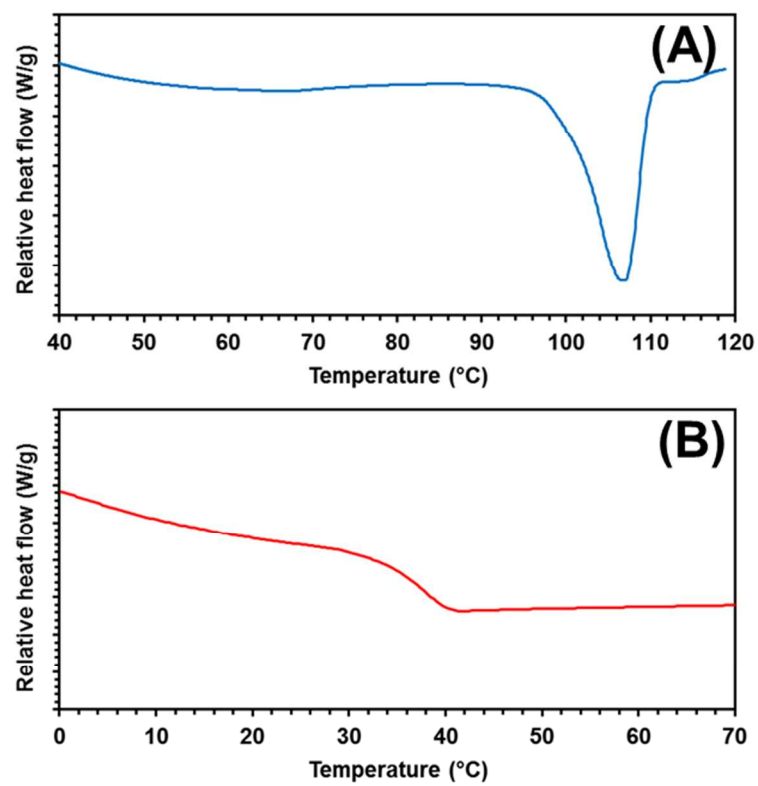 (A)
Relative heat flow (W/g)
40 50 60 70 80 90 100 110 120
Temperature (°C)
(B)
Relative heat flow (W/g)
0 10 20 30 40 50 60 70
Temperature (°C)